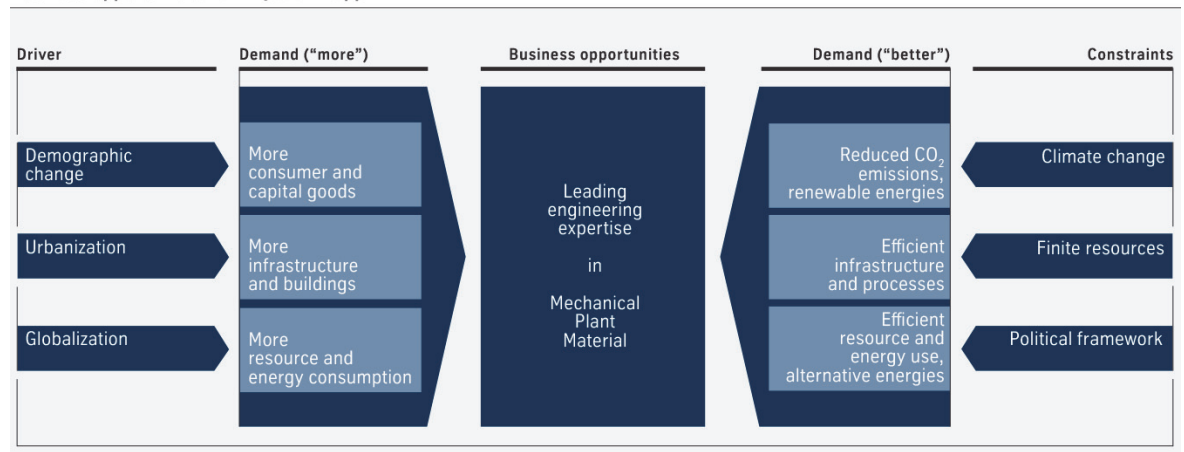 Driver
Demand (“more”)
Business opportunities
Demand (“better”)
Constraints
Demographic
change
More
consumer and
capital goods
Urbanization
More
infrastructure
and buildings
Globalization
More
resource and
energy consumption
Leading
engineering
expertise
in
Mechanical
Plant
Material
Reduced CO₂
emissions,
renewable energies
Climate change
Efficient
infrastructure
and processes
Finite resources
Efficient
resource and
energy use,
alternative energies
Political framework